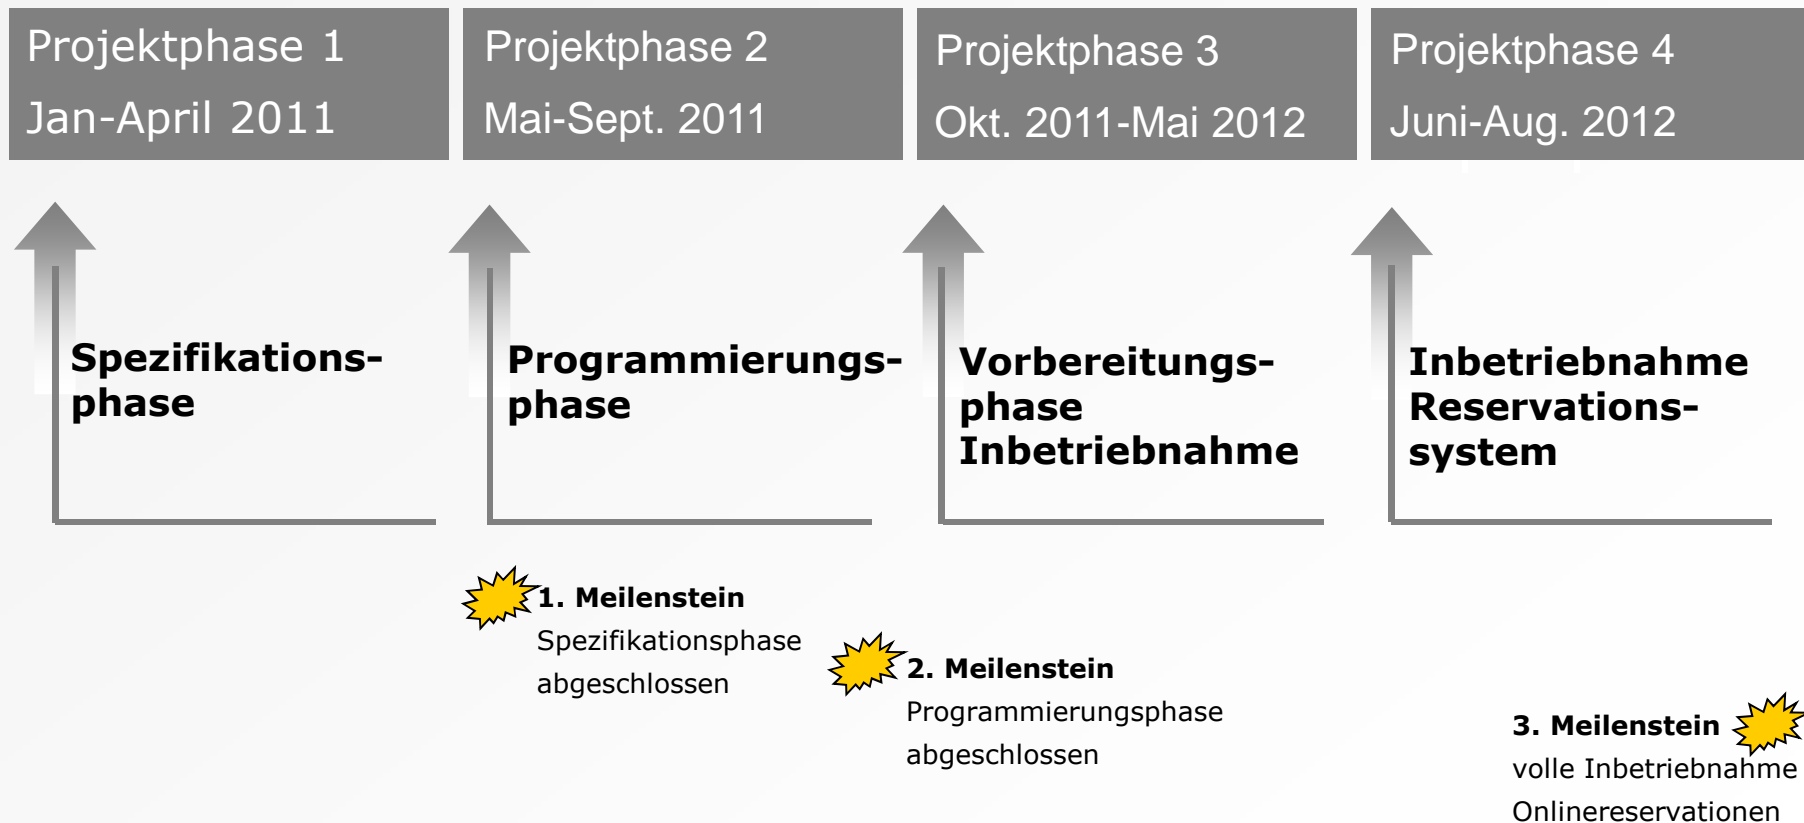 Projektphase 1
Jan-April 2011
Projektphase 2
Mai-Sept. 2011
Projektphase 3
Okt. 2011-Mai 2012
Projektphase 4
Juni-Aug. 2012
Spezifikations-
phase
Programmierungs-
phase
Vorbereitungs-
phase
Inbetriebnahme
Inbetriebnahme
Reservations-
system
1. Meilenstein
Spezifikationsphase
abgeschlossen
2. Meilenstein
Programmierungsphase
abgeschlossen
3. Meilenstein
volle Inbetriebnahme
Onlinereservationen